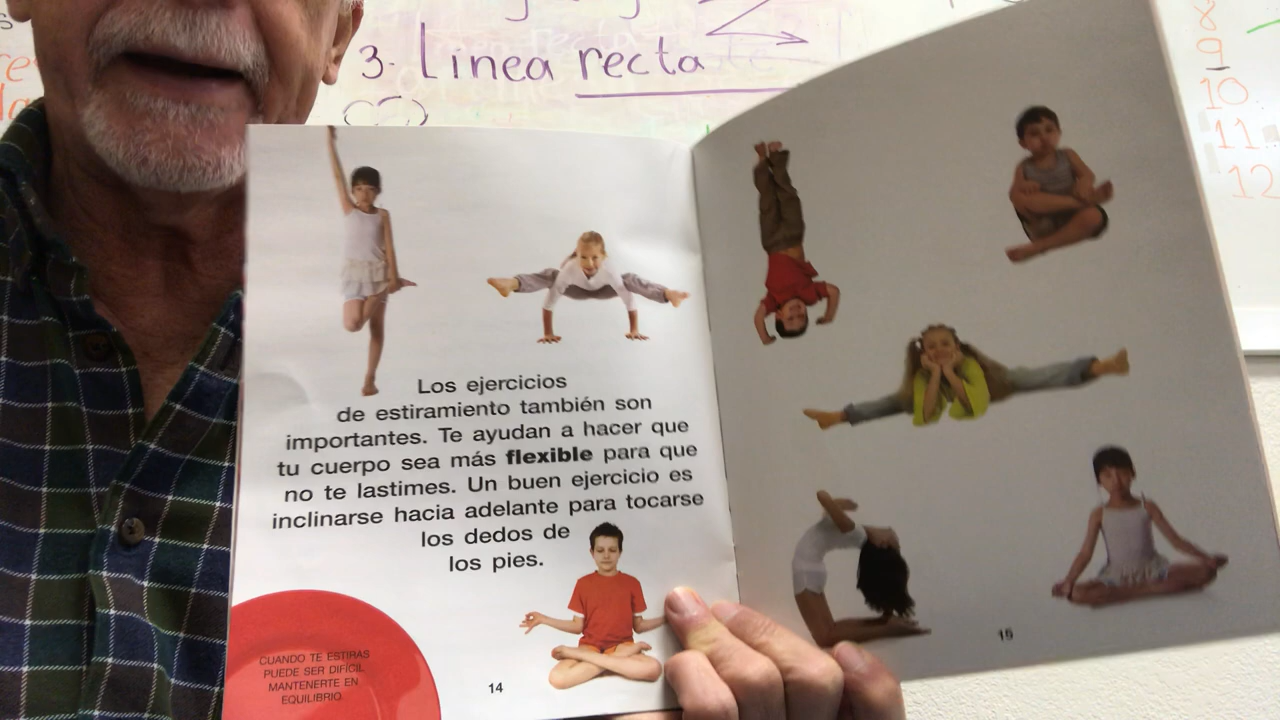 3. Linea recta
8
9
10
11
12
Los ejercicios
de estiramiento también son
importantes. Te ayudan a hacer que
tu cuerpo sea más flexible para que
no te lastimes. Un buen ejercicio es
inclinarse hacia adelante para tocarse
los dedos de
los pies.
CUANDO TE ESTIRAS
PUEDE SER DIFÍCIL
MANTENERTE EN
EQUILIBRIO.
14
15